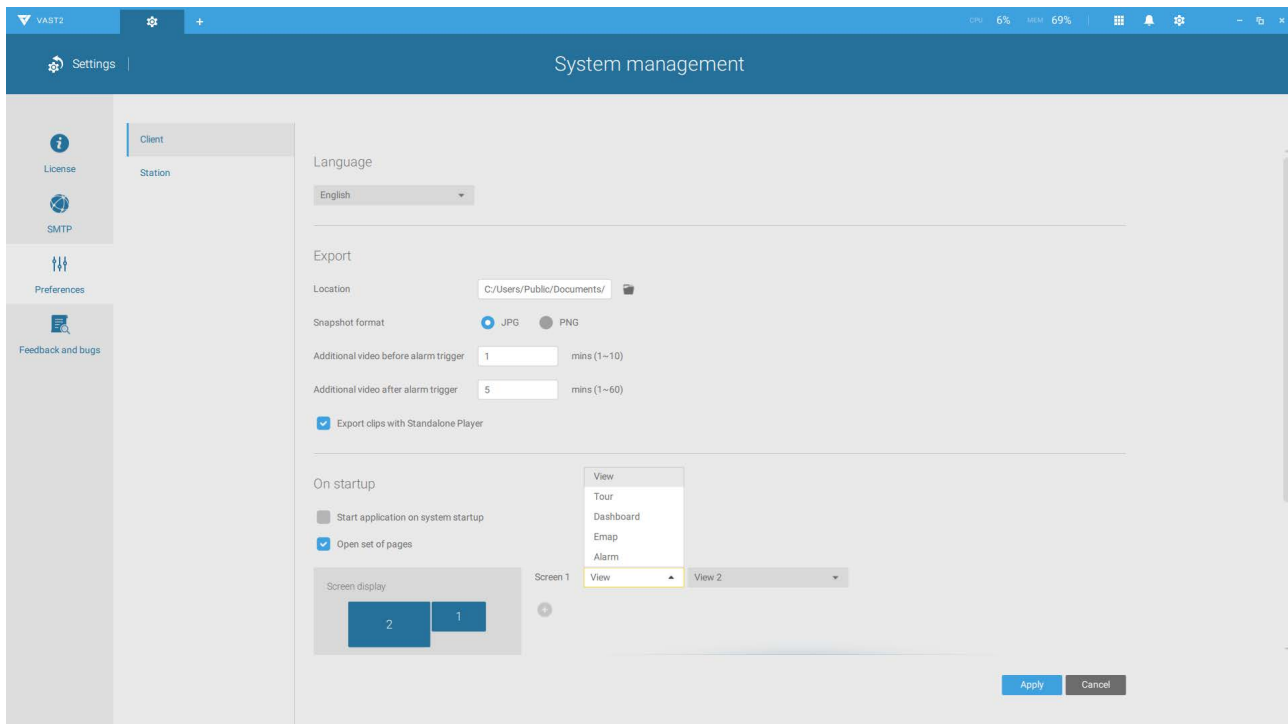 VAST2
CPU 6% MEM 69%
Settings
System management
License
SMTP
Preferences
Feedback and bugs
Client
Station
Language
English
Export
Location C:/Users/Public/Documents/
Snapshot format JPG PNG
Additional video before alarm trigger 1 mins (1~10)
Additional video after alarm trigger 5 mins (1~60)
Export clips with Standalone Player
On startup
Start application on system startup
Open set of pages
View
Tour
Dashboard
Emap
Alarm
Screen 1 View View 2
Screen display
2 1
Apply Cancel